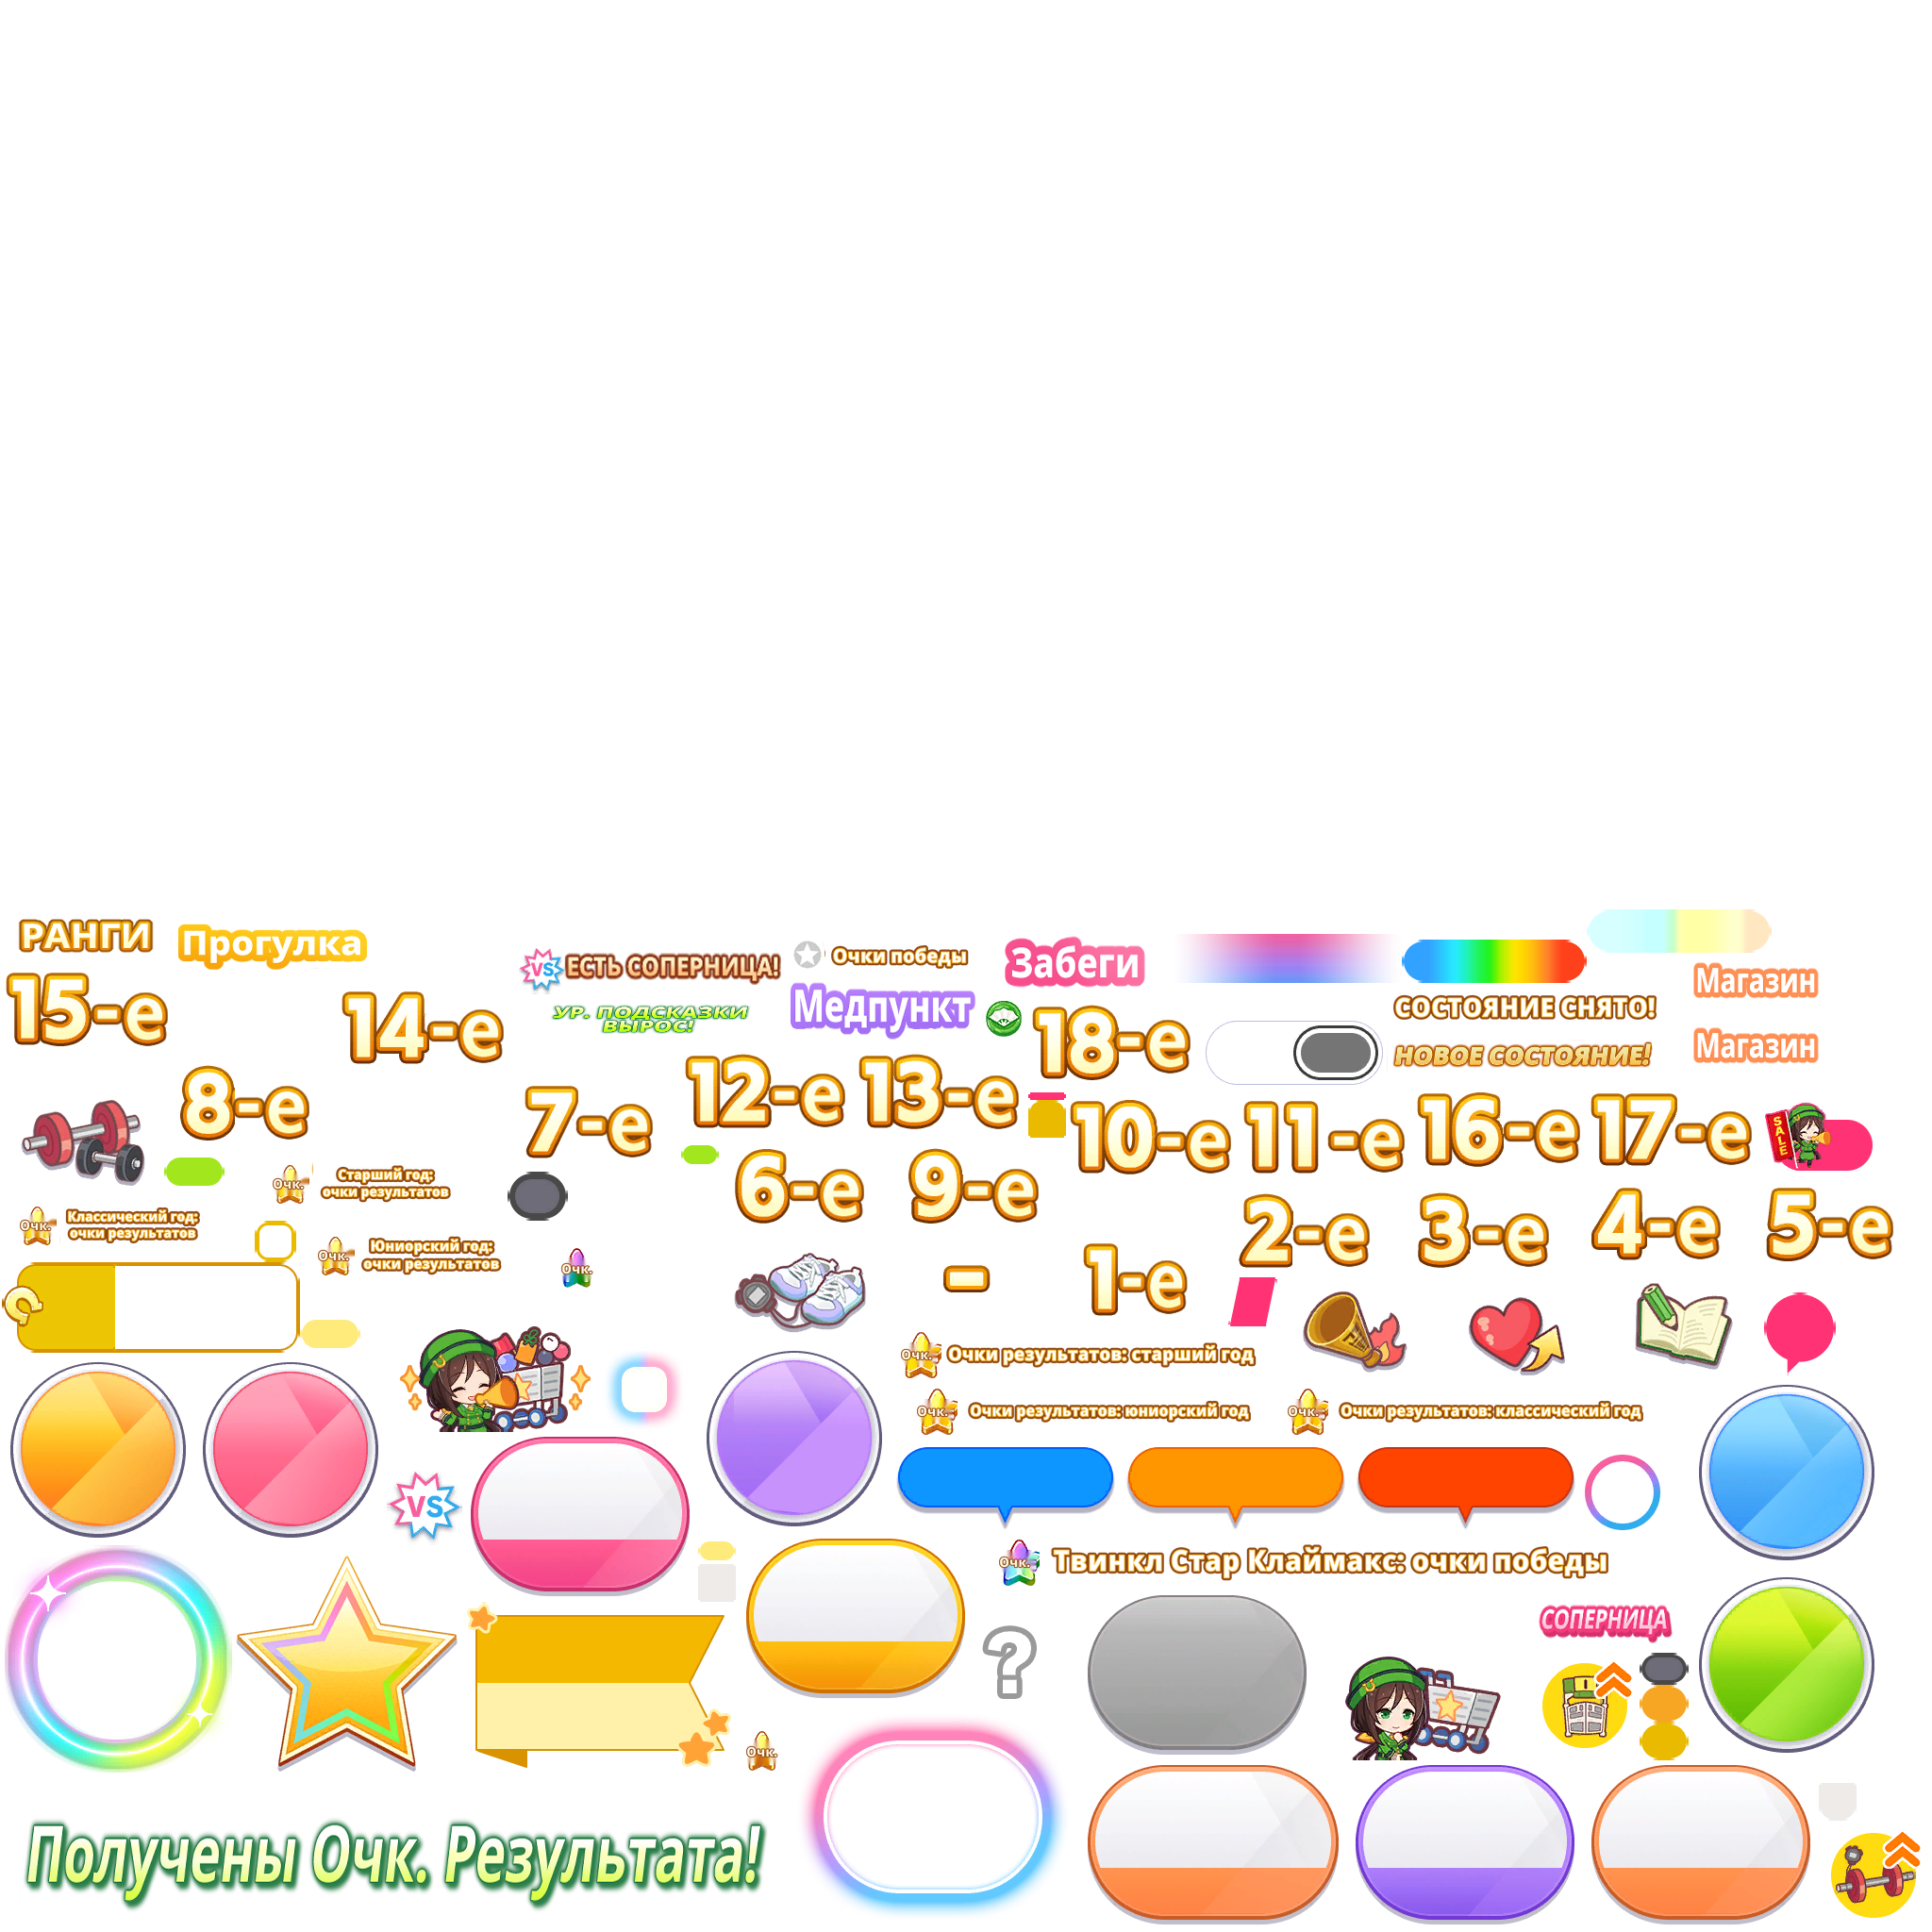 РАНГИ
Прогулка
VS ЕСТЬ СОПЕРНИЦА!
Очки победы
Забеги
Магазин
15-е
14-е
УР. ПОДСКАЗКИ
ВЫРОС!
Медпункт
18-е
СОСТОЯНИЕ СНЯТО!
НОВОЕ СОСТОЯНИЕ!
Магазин
8-е
7-е
12-е
13-е
10-е
11-е
16-е
17-е
SALE
Очк.
Старший год:
очки результатов
6-е
9-е
2-е
3-е
4-е
5-е
Очк.
Классический год:
очки результатов
Очк.
Юниорский год:
очки результатов
Очк.
-
1-е
Очк.
Очки результатов: старший год
Очк.
Очки результатов: юниорский год
Очк.
Очки результатов: классический год
VS
Очк.
Твинкл Стар Клаймакс: очки победы
СОПЕРНИЦА
?
Очк.
Получены Очк. Результата!